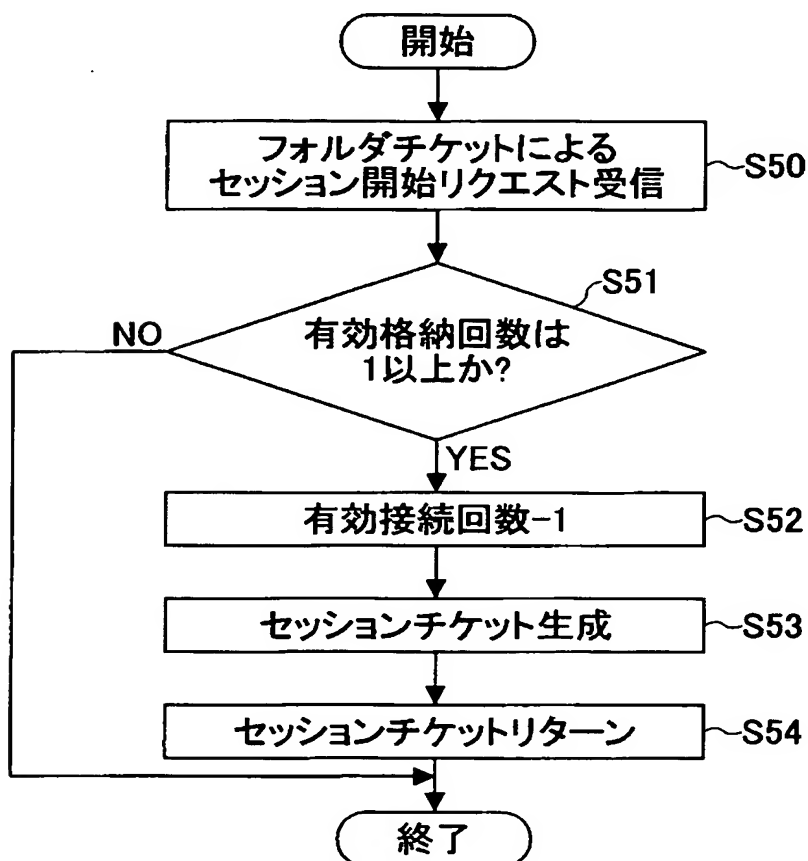 開始
フォルダチケットによる
セッション開始リクエスト受信
S50
S51
有効格納回数は
1以上か?
NO
YES
有効接続回数-1
S52
セッションチケット生成
S53
セッションチケットリターン
S54
終了